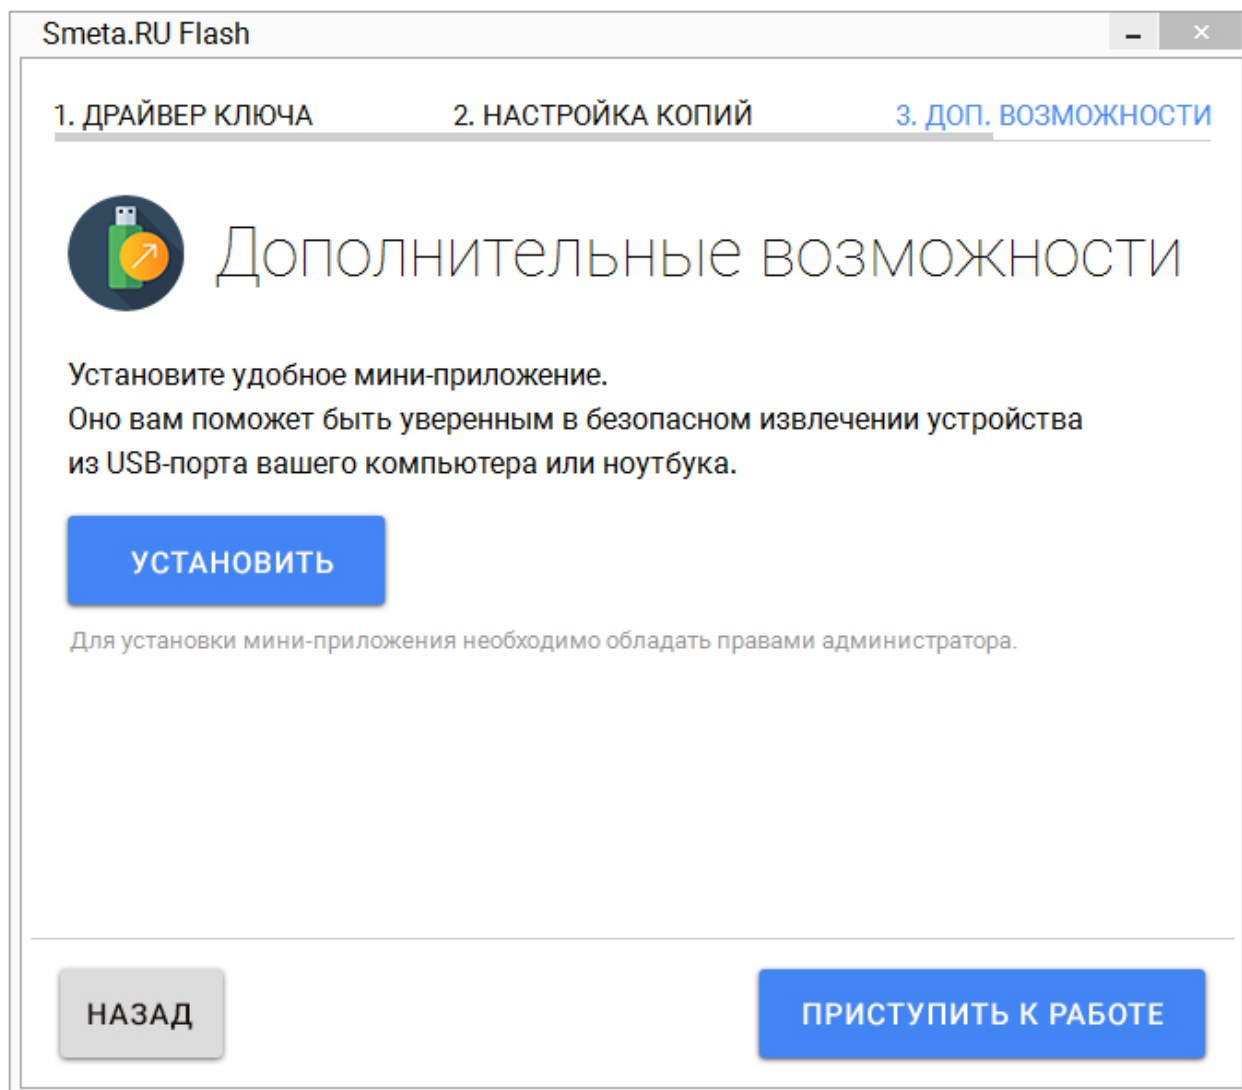 Smeta.RU Flash
1. ДРАЙВЕР КЛЮЧА
2. НАСТРОЙКА КОПИЙ
3. ДОП. ВОЗМОЖНОСТИ
Дополнительные возможности
Установите удобное мини-приложение.
Оно вам поможет быть уверенным в безопасном извлечении устройства
из USB-порта вашего компьютера или ноутбука.
УСТАНОВИТЬ
Для установки мини-приложения необходимо обладать правами администратора.
НАЗАД
ПРИСТУПИТЬ К РАБОТЕ